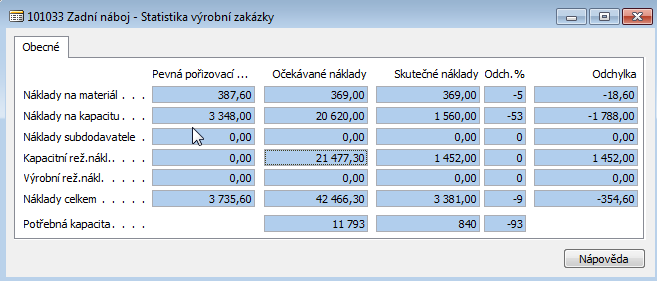 101033 Zadní náboj - Statistika výrobní zakázky
Obecné
Pevná pořizovací ... Očekávané náklady Skutečné náklady Odch.% Odchylka
Náklady na materiál . . . 387,60 369,00 369,00 -5 -18,60
Náklady na kapacitu . . . 3 348,00 20 620,00 1 560,00 -53 -1 788,00
Náklady subdodavatele . 0,00 0,00 0,00 0 0,00
Kapacitní rež.nákl. . . . . 0,00 21 477,30 1 452,00 0 1 452,00
Výrobní rež.nákl. . . . . 0,00 0,00 0,00 0 0,00
Náklady celkem . . . . . 3 735,60 42 466,30 3 381,00 -9 -354,60
Potřebná kapacita. . . . 11 793 840 -93
Nápověda